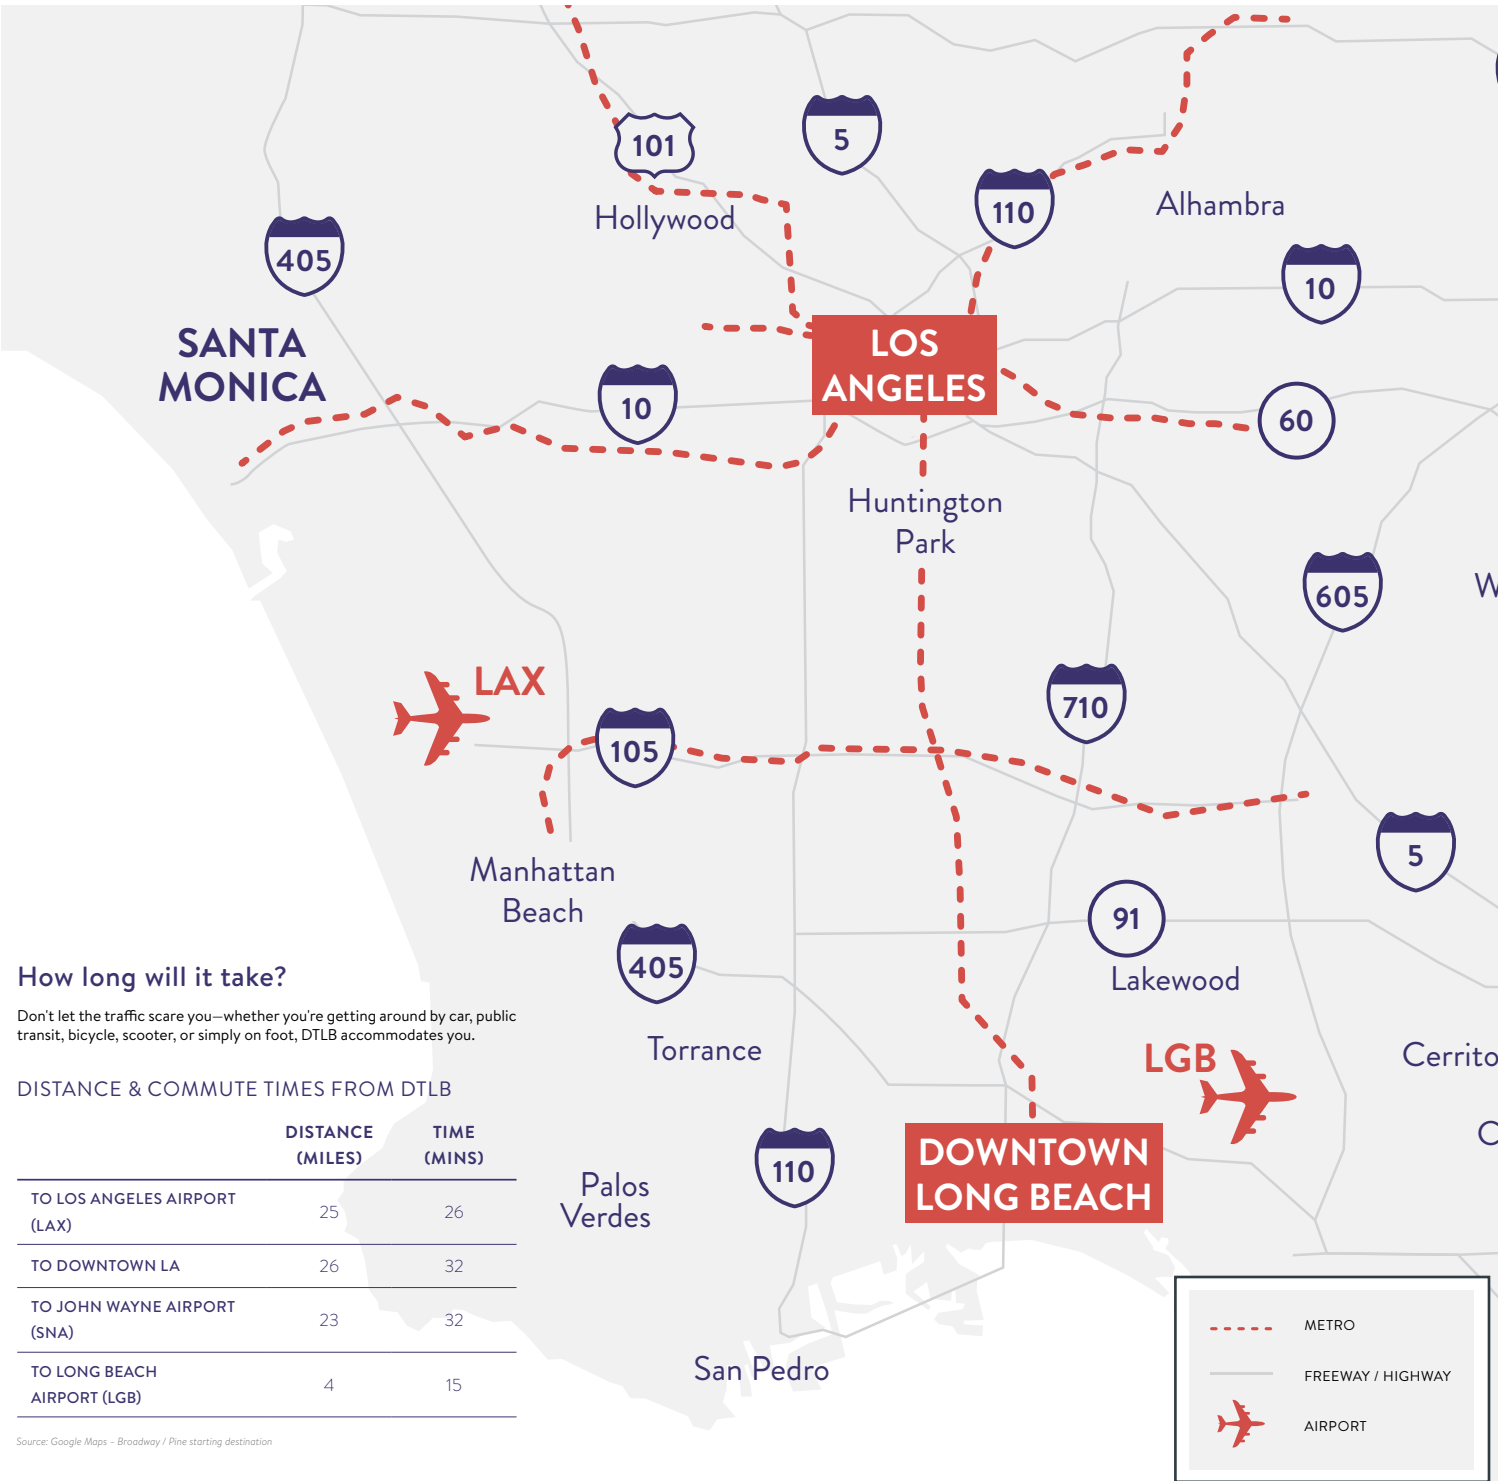 101
5
110
Alhambra
Hollywood
405
10
SANTA
MONICA
LOS
ANGELES
10
60
Huntington
Park
605
W
LAX
710
105
5
Manhattan
Beach
91
405
Lakewood
Torrance
LGB
Cerrito
DOWNTOWN
LONG BEACH
110
Palos
Verdes
San Pedro
How long will it take?
Don't let the traffic scare you—whether you're getting around by car, public
transit, bicycle, scooter, or simply on foot, DTLB accommodates you.
DISTANCE & COMMUTE TIMES FROM DTLB
DISTANCE (MILES) TIME (MINS)
TO LOS ANGELES AIRPORT (LAX) 25 26
TO DOWNTOWN LA 26 32
TO JOHN WAYNE AIRPORT (SNA) 23 32
TO LONG BEACH AIRPORT (LGB) 4 15
Source: Google Maps – Broadway / Pine starting destination
METRO
FREEWAY / HIGHWAY
AIRPORT